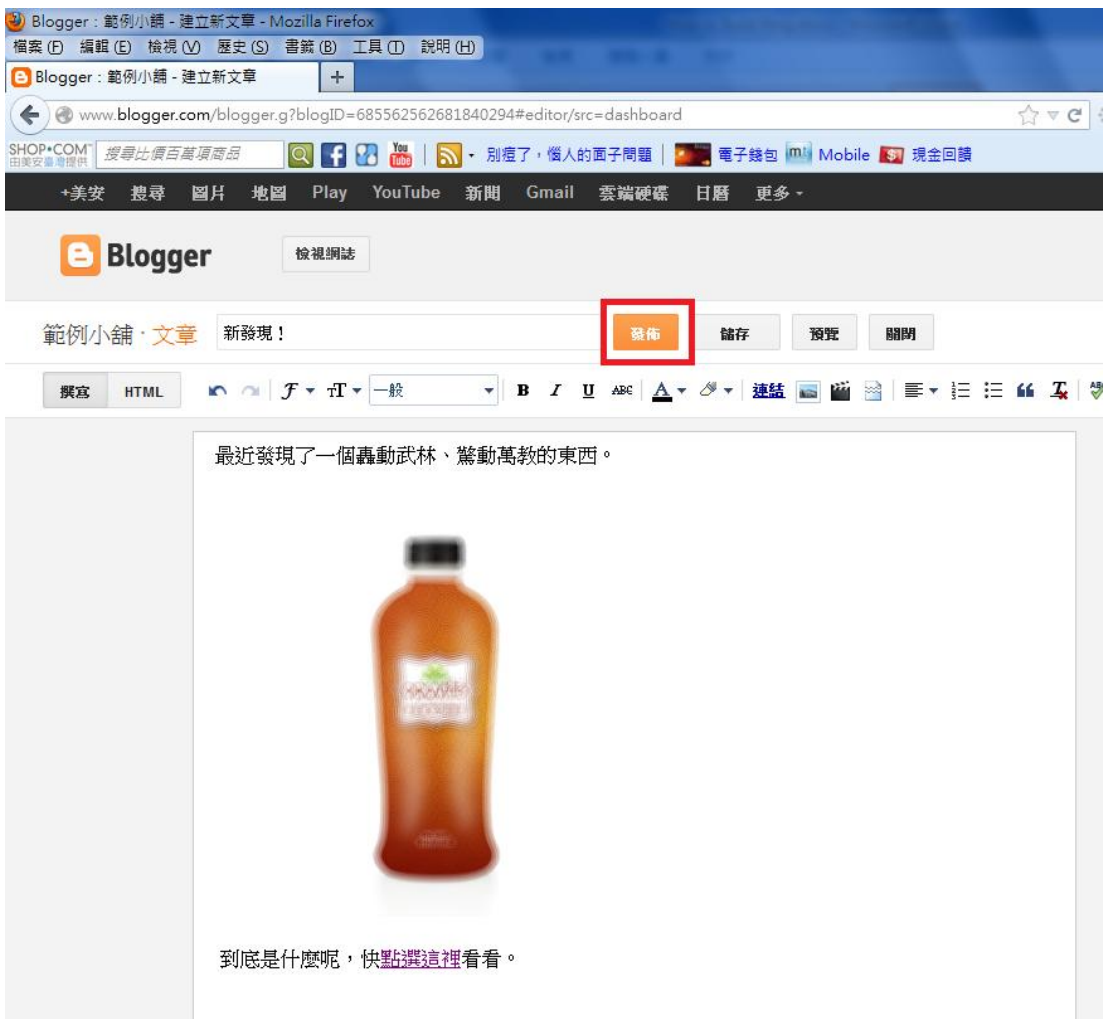 Blogger：範例小舖 - 建立新文章 - Mozilla Firefox
檔案(F) 編輯(E) 檢視(V) 歷史(S) 書籤(B) 工具(T) 說明(H)
Blogger：範例小舖 - 建立新文章 +
www.blogger.com/blogger.g?blogID=685562562681840294#editor/src=dashboard
SHOP•COM 搜尋比價百萬項商品 You Tube 別痘了，惱人的面子問題 電子錢包 Mobile 現金回饋
由美安臺灣提供
+美安 搜尋 圖片 地圖 Play YouTube 新聞 Gmail 雲端硬碟 日曆 更多
Blogger 檢視網誌
範例小舖 · 文章 新發現！ 發佈 儲存 預覽 關閉
撰寫 HTML F T 一般 B I U ABC A 連結
最近發現了一個轟動武林、驚動萬教的東西。
到底是什麼呢，快點選這裡看看。